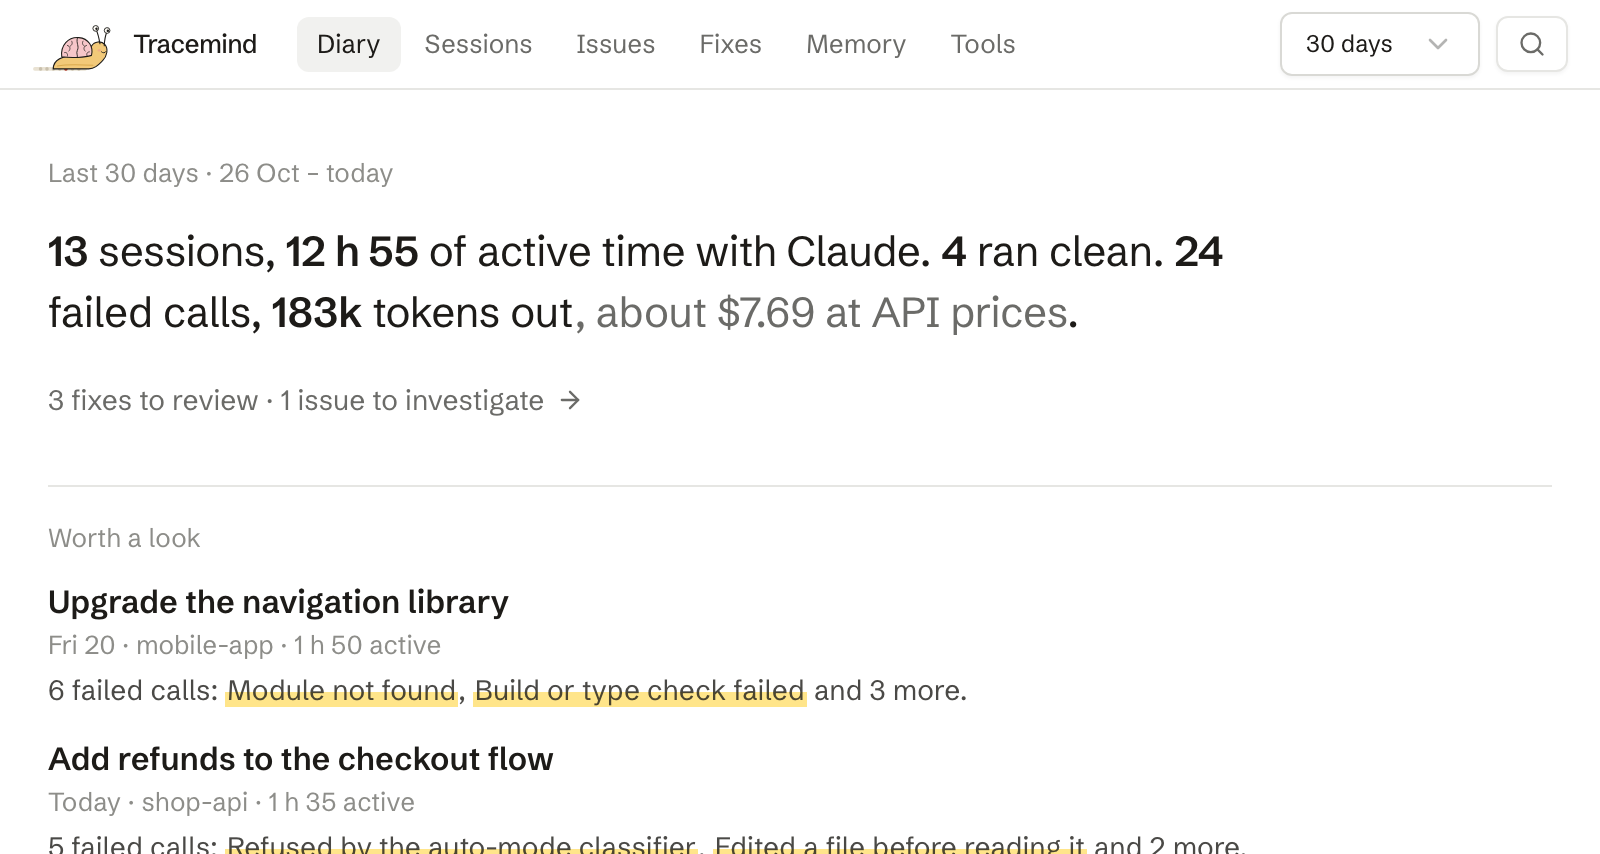 Tracemind
Diary
Sessions
Issues
Fixes
Memory
Tools
30 days
Last 30 days · 26 Oct – today
13 sessions, 12 h 55 of active time with Claude. 4 ran clean. 24
failed calls, 183k tokens out, about $7.69 at API prices.
3 fixes to review · 1 issue to investigate →
Worth a look
Upgrade the navigation library
Fri 20 · mobile-app · 1 h 50 active
6 failed calls: Module not found, Build or type check failed and 3 more.
Add refunds to the checkout flow
Today · shop-api · 1 h 35 active
5 failed calls: Refused by the auto-mode classifier, Edited a file before reading it and 2 more.